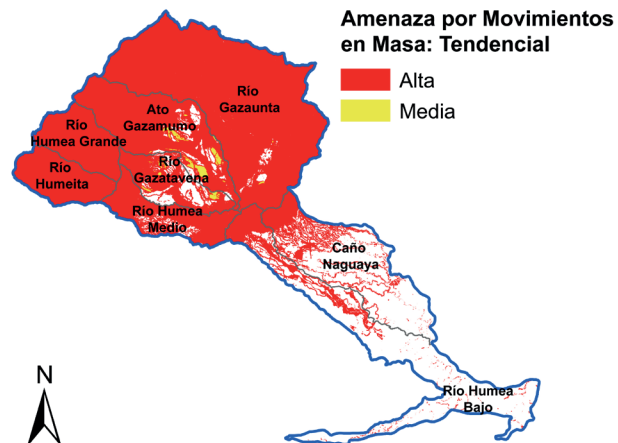 Amenaza por Movimientos
en Masa: Tendencial
Alta
Media
Río
Gazaunta
Ato
Gazamumo
Río
Humea Grande
Río
Gazatavena
Río
Humeita
Río Humea
Medio
Caño
Naguaya
Río Humea
Bajo
N